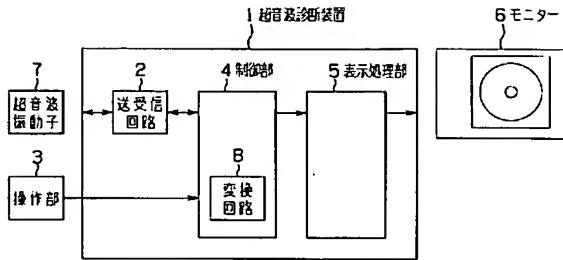 1 超音波診断装置
6 モニター
7
超音波
振動子
2
送受信
回路
4 制御部
5 表示処理部
3
操作部
8
変換
回路